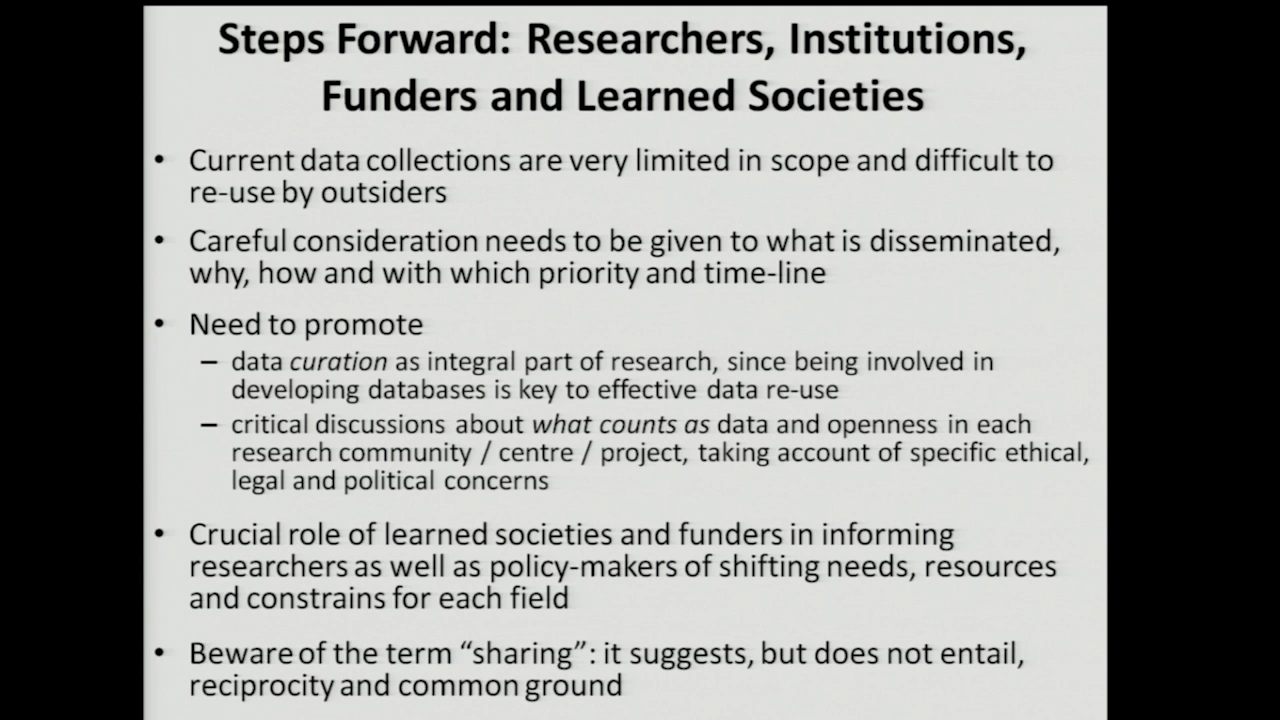 Steps Forward: Researchers, Institutions,
Funders and Learned Societies
• Current data collections are very limited in scope and difficult to
re-use by outsiders
• Careful consideration needs to be given to what is disseminated,
why, how and with which priority and time-line
• Need to promote
– data curation as integral part of research, since being involved in
developing databases is key to effective data re-use
– critical discussions about what counts as data and openness in each
research community / centre / project, taking account of specific ethical,
legal and political concerns
• Crucial role of learned societies and funders in informing
researchers as well as policy-makers of shifting needs, resources
and constrains for each field
• Beware of the term “sharing”: it suggests, but does not entail,
reciprocity and common ground